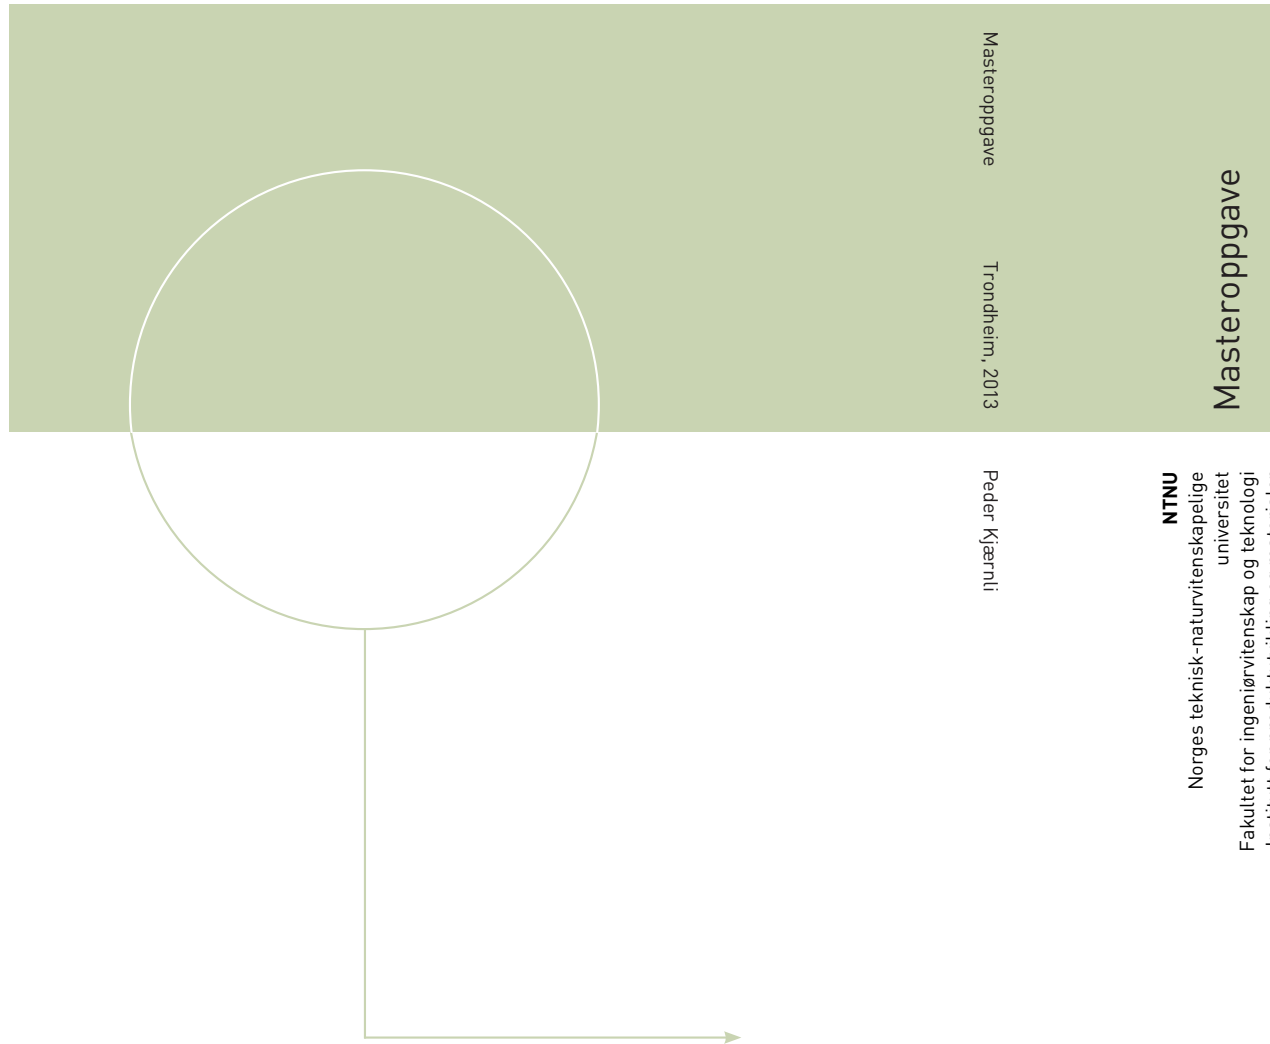 Masteroppgave
Trondheim, 2013
Peder Kjærnli
Masteroppgave
NTNU
Norges teknisk-naturvitenskapelige
universitet
Fakultet for ingeniørvitenskap og teknologi